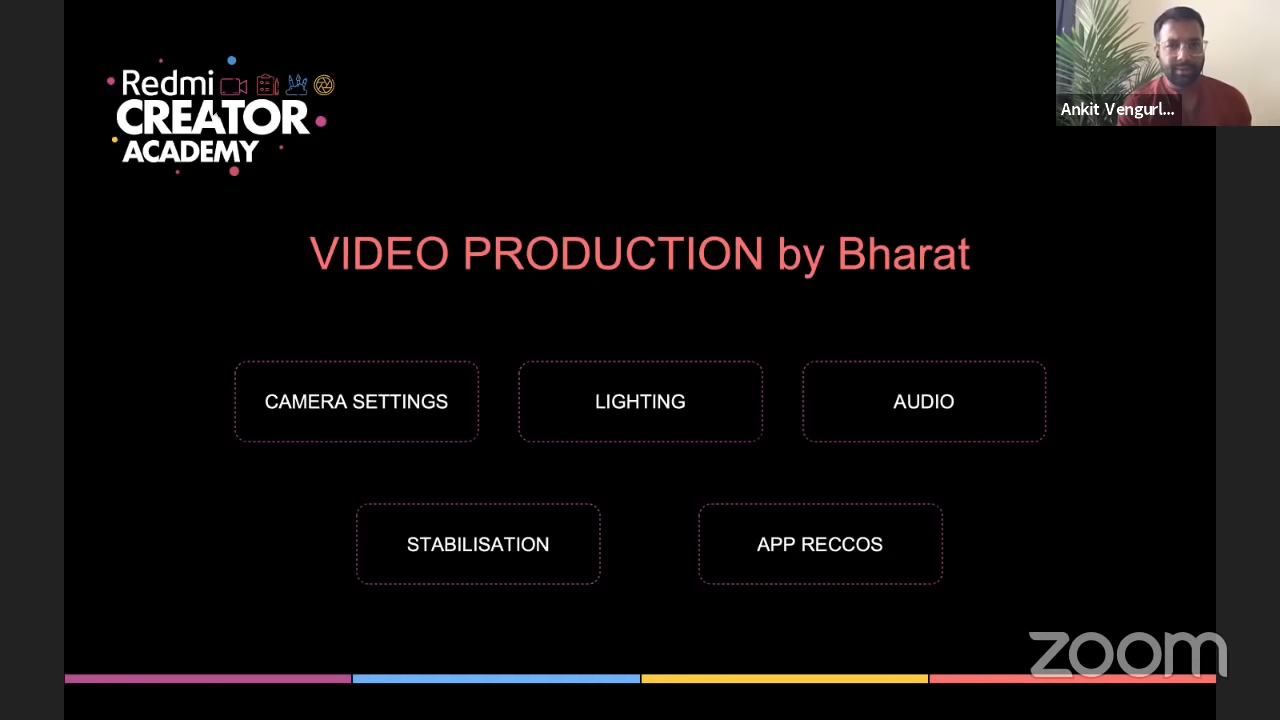 Redmi
CREATOR
ACADEMY
Ankit Vengurl...
VIDEO PRODUCTION by Bharat
CAMERA SETTINGS
LIGHTING
AUDIO
STABILISATION
APP RECCOS
zoom